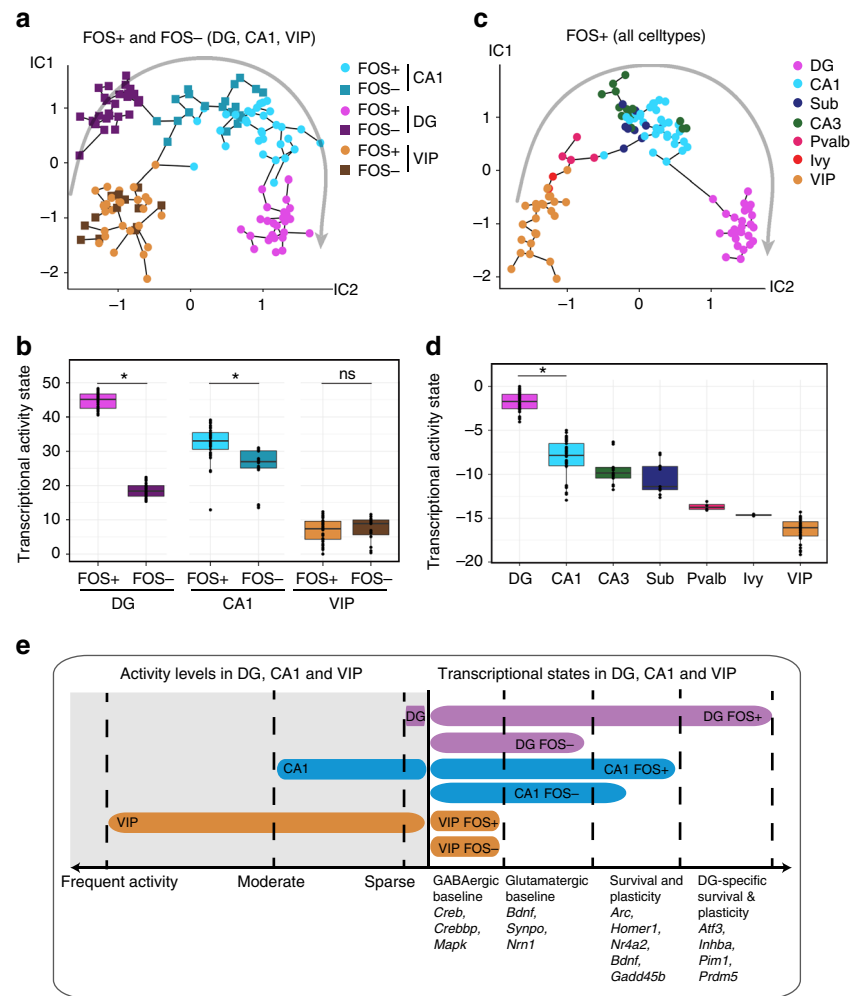 a
FOS+ and FOS– (DG, CA1, VIP)
IC1
1
0
–1
–2
–1
0
1
IC2
FOS+
FOS–
CA1
FOS+
FOS–
DG
FOS+
FOS–
VIP
c
FOS+ (all celltypes)
IC1
1
0
–1
–2
–1
0
1
IC2
DG
CA1
Sub
CA3
Pvalb
Ivy
VIP
b
Transcriptional activity state
50
40
30
20
10
0
*
*
ns
FOS+ FOS– FOS+ FOS– FOS+ FOS–
DG CA1 VIP
d
Transcriptional activity state
0
–5
–10
–15
–20
*
DG CA1 CA3 Sub Pvalb Ivy VIP
e
Activity levels in DG, CA1 and VIP
Transcriptional states in DG, CA1 and VIP
DG
DG FOS+
DG FOS–
CA1
CA1 FOS+
CA1 FOS–
VIP
VIP FOS+
VIP FOS–
Frequent activity
Moderate
Sparse
GABAergic
baseline
Creb,
Crebbp,
Mapk
Glutamatergic
baseline
Bdnf,
Synpo,
Nrn1
Survival and
plasticity
Arc,
Homer1,
Nr4a2,
Bdnf,
Gadd45b
DG-specific
survival &
plasticity
Atf3,
Inhba,
Pim1,
Prdm5